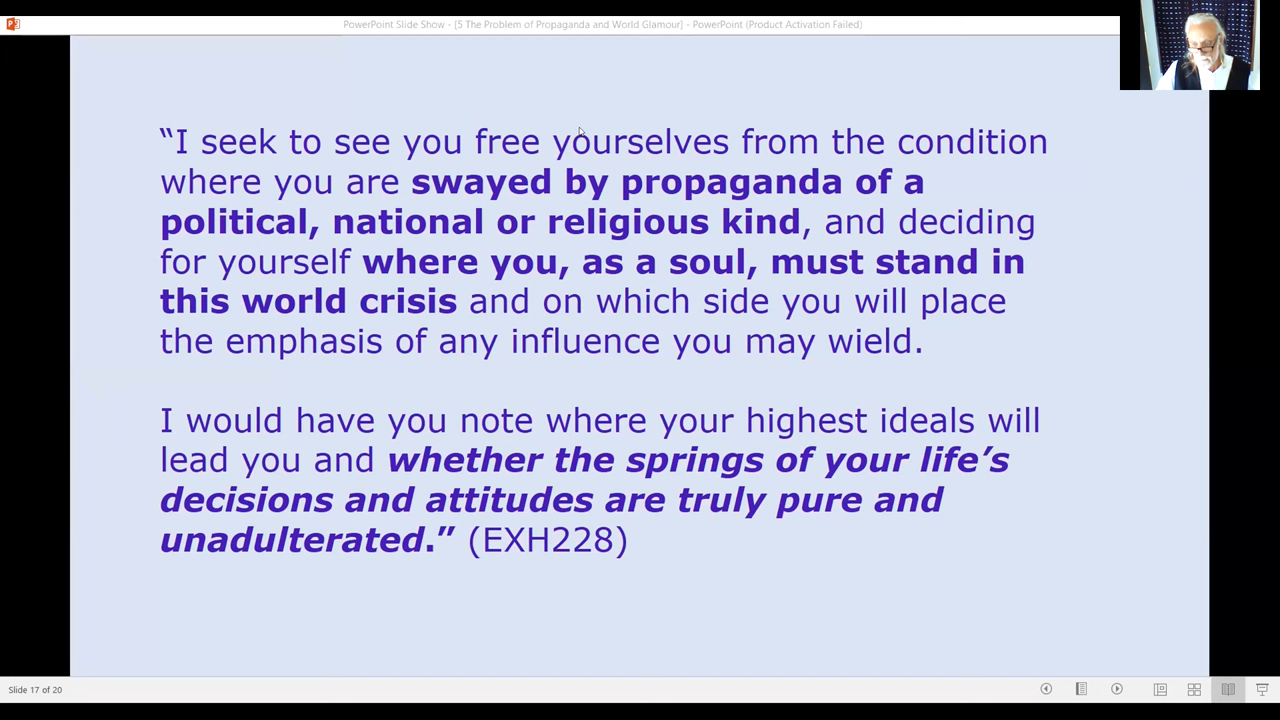 PowerPoint Slide Show - [5 The Problem of Propaganda and World Glamour] - PowerPoint (Product Activation Failed)
“I seek to see you free yourselves from the condition
where you are swayed by propaganda of a
political, national or religious kind, and deciding
for yourself where you, as a soul, must stand in
this world crisis and on which side you will place
the emphasis of any influence you may wield.
I would have you note where your highest ideals will
lead you and whether the springs of your life’s
decisions and attitudes are truly pure and
unadulterated.” (EXH228)
Slide 17 of 20